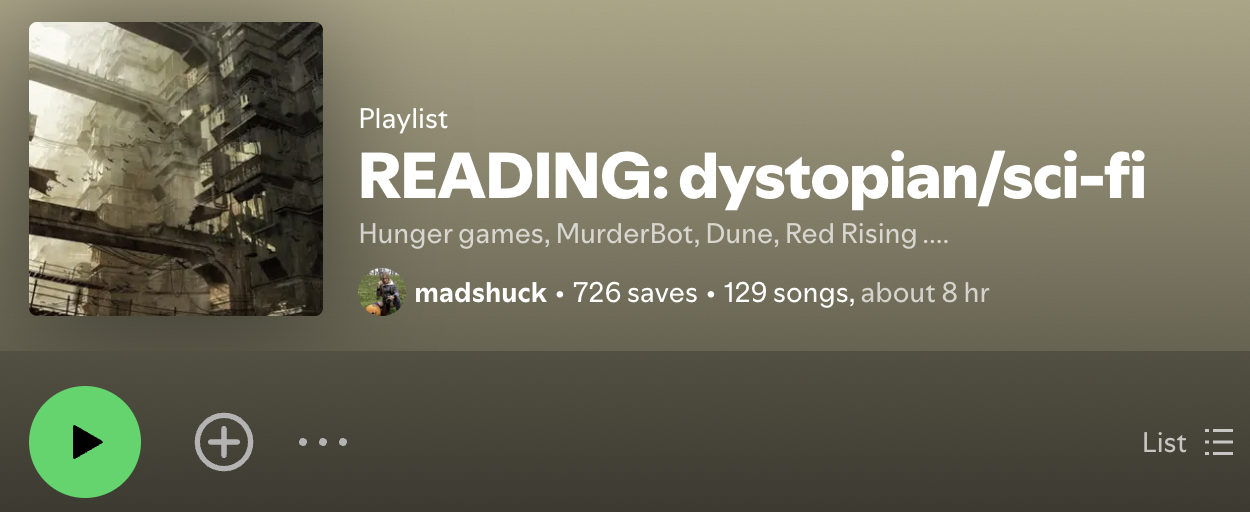 Playlist
READING: dystopian/sci-fi
Hunger games, MurderBot, Dune, Red Rising ....
madshuck • 726 saves • 129 songs, about 8 hr
List